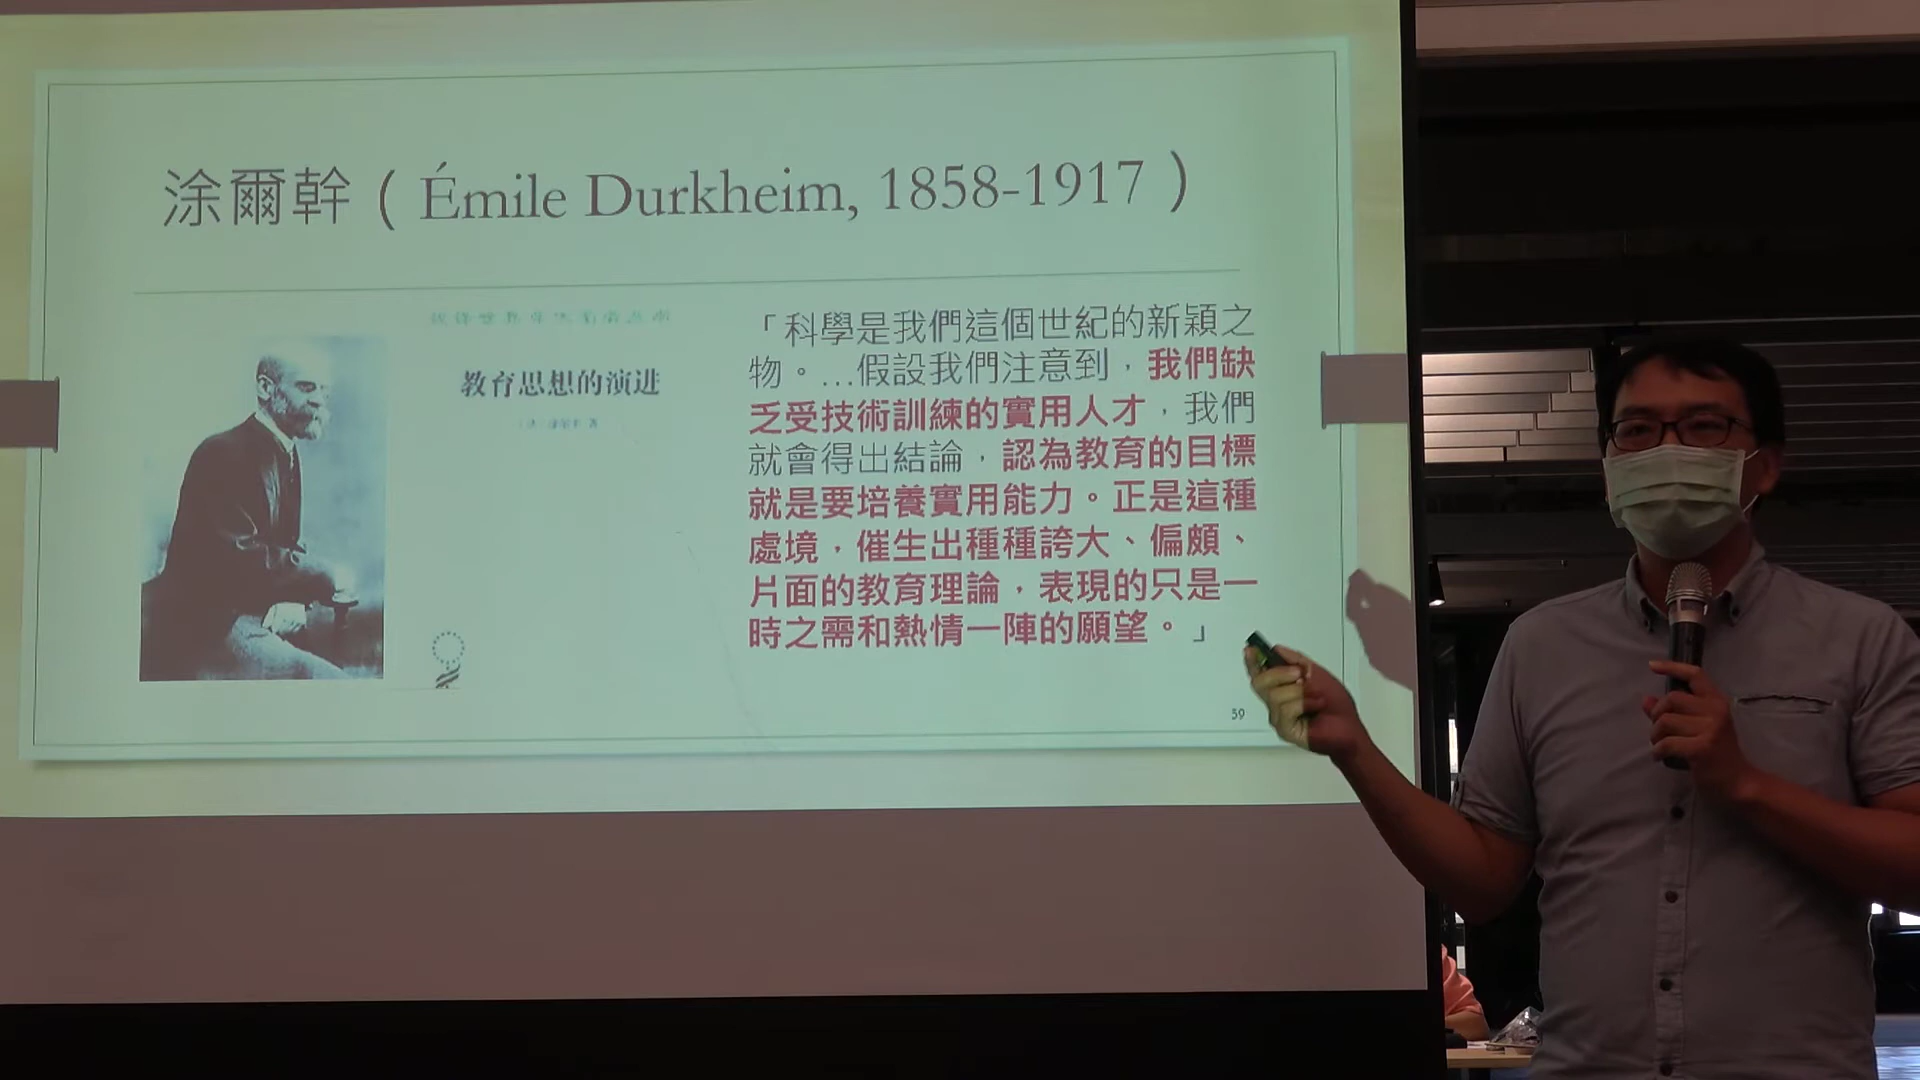 涂爾幹（Émile Durkheim, 1858-1917）
教育思想的演进
「科學是我們這個世紀的新穎之
物。…假設我們注意到，我們缺
乏受技術訓練的實用人才，我們
就會得出結論，認為教育的目標
就是要培養實用能力。正是這種
處境，催生出種種誇大、偏頗、
片面的教育理論，表現的只是一
時之需和熱情一陣的願望。」
59